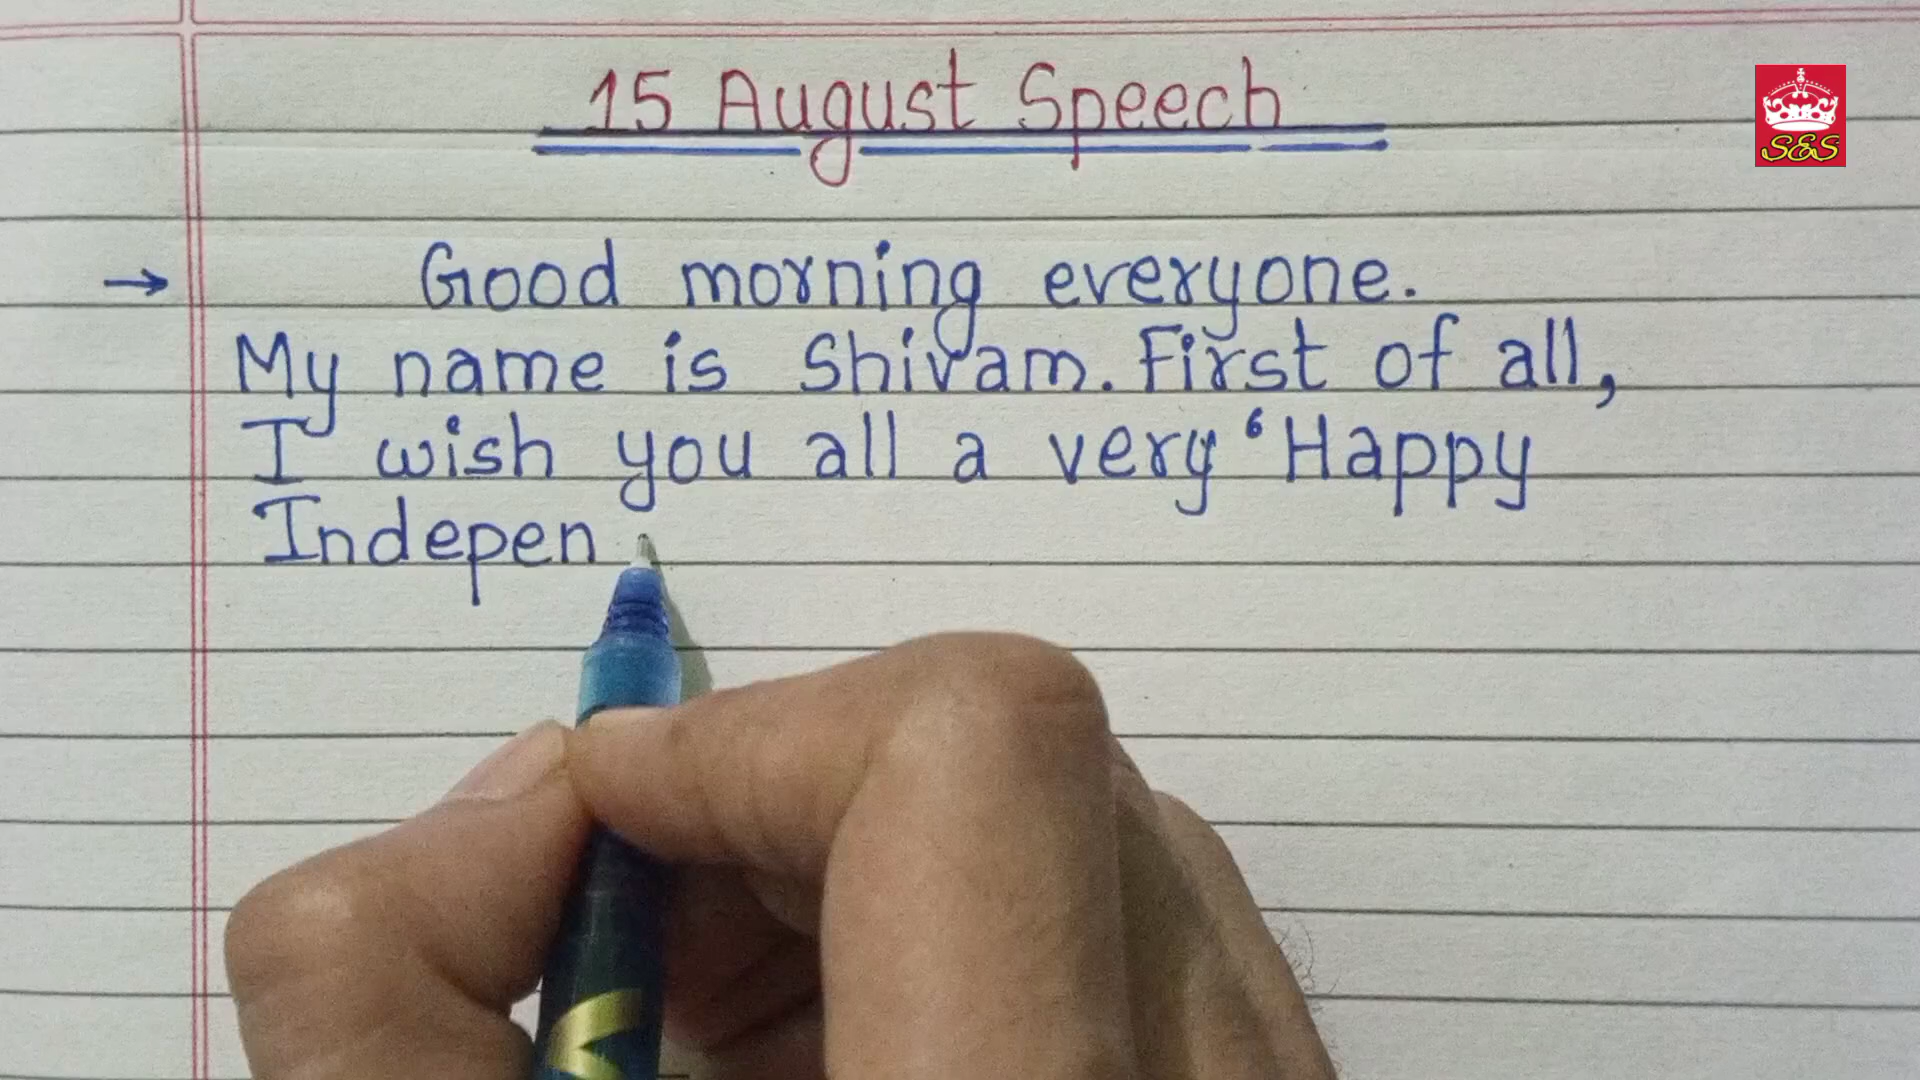 15 August Speech
S&S
→ Good morning everyone.
My name is Shivam. First of all,
I wish you all a very ‘Happy
Indepen